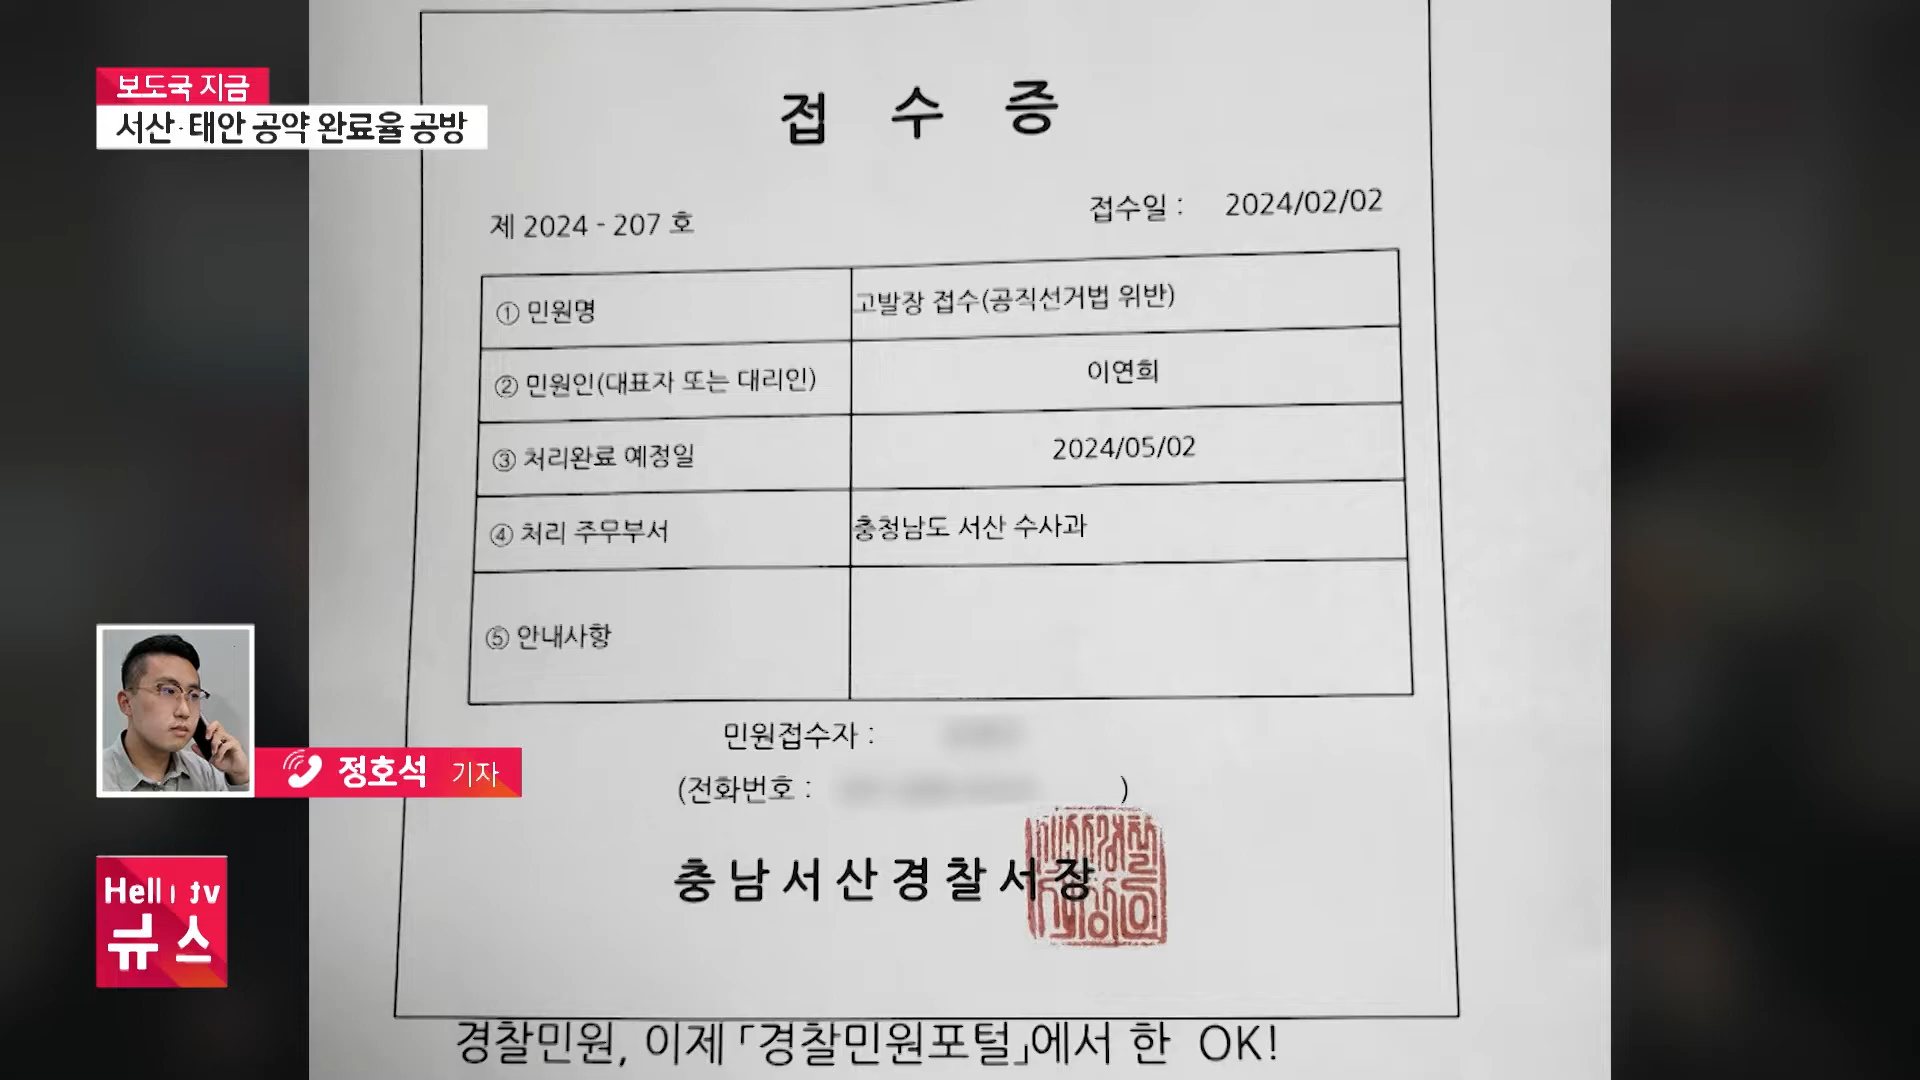 보도국 지금
서산·태안 공약 완료율 공방
접 수 증
제 2024 - 207 호
접수일 : 2024/02/02
① 민원명 고발장 접수(공직선거법 위반)
② 민원인(대표자 또는 대리인) 이연희
③ 처리완료 예정일 2024/05/02
④ 처리 주무부서 충청남도 서산 수사과
⑤ 안내사항
민원접수자 :
(전화번호 : )
충남서산경찰서장
경찰민원, 이제 「경찰민원포털」에서 한 OK!
정호석 기자
Hell tv
뉴스